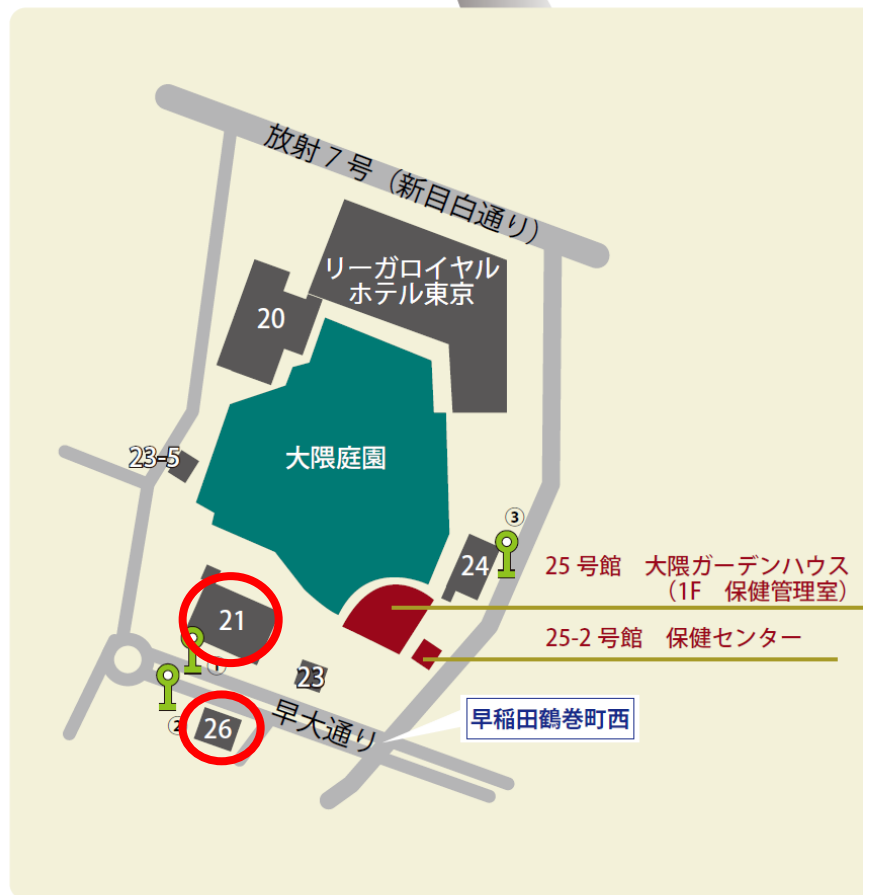 放射７号（新目白通り）
リーガロイヤル
ホテル東京
20
大隈庭園
23-5
③
24
25 号館　大隈ガーデンハウス
（1F　保健管理室）
21
25-2 号館　保健センター
①
23
早稲田鶴巻町西
②
26
早大通り